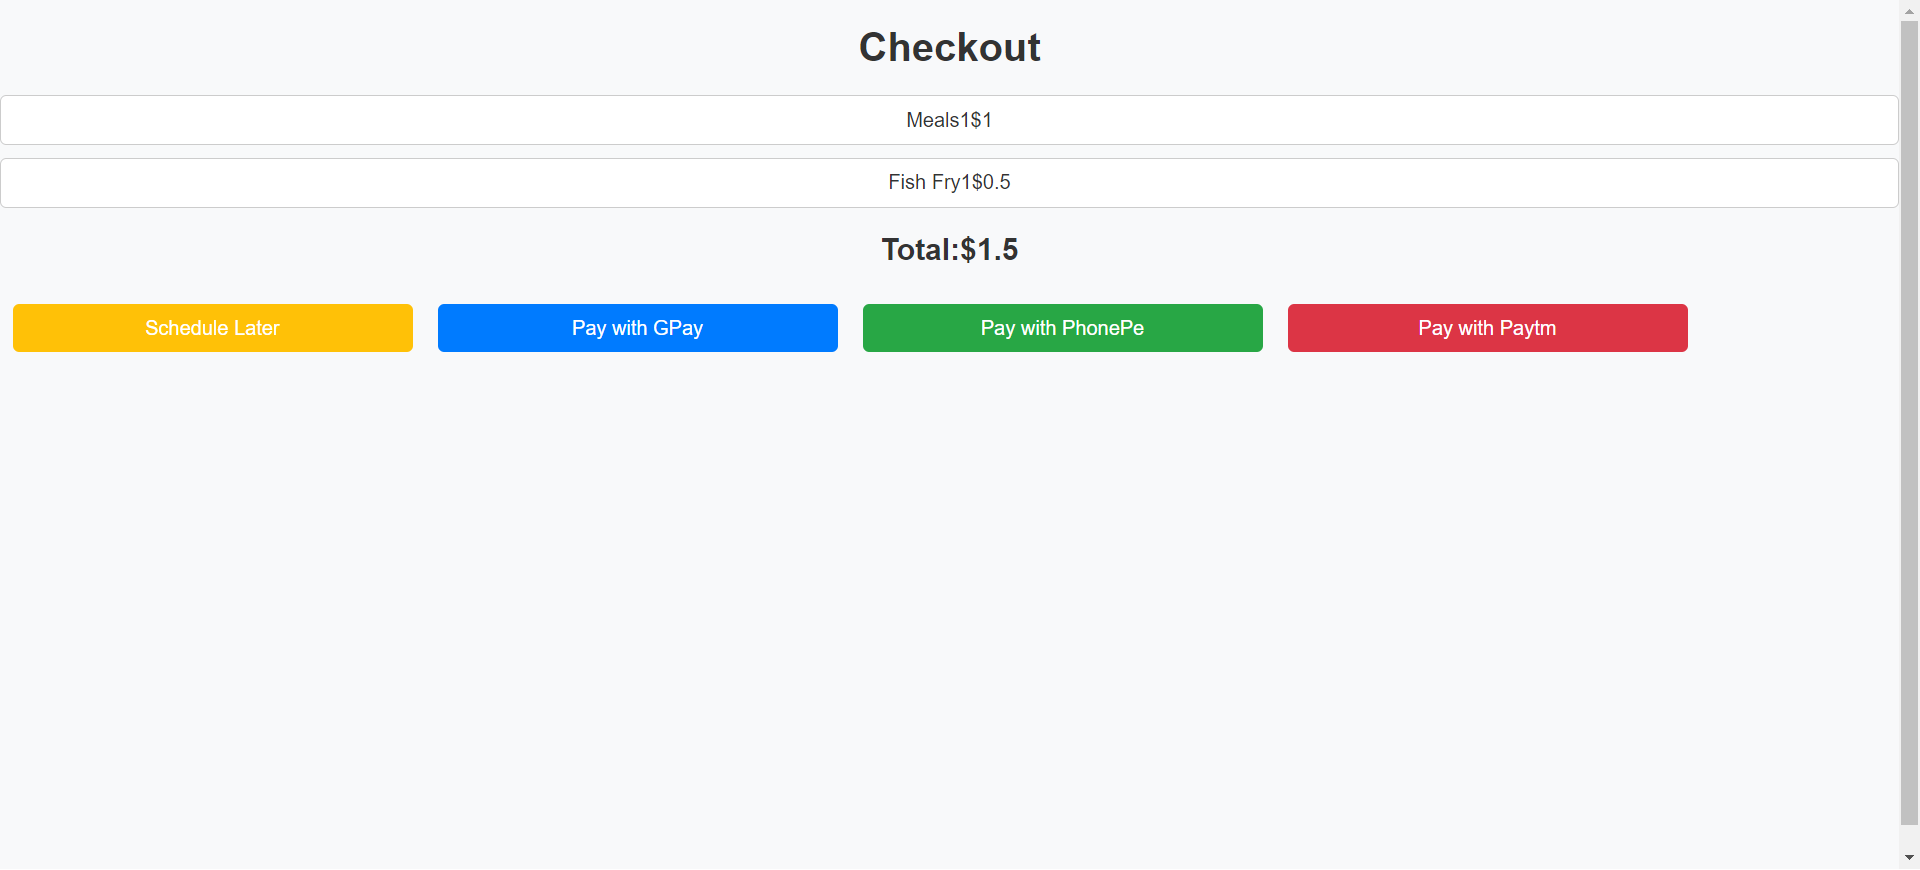 Checkout
Meals1$1
Fish Fry1$0.5
Total:$1.5
Schedule Later
Pay with GPay
Pay with PhonePe
Pay with Paytm